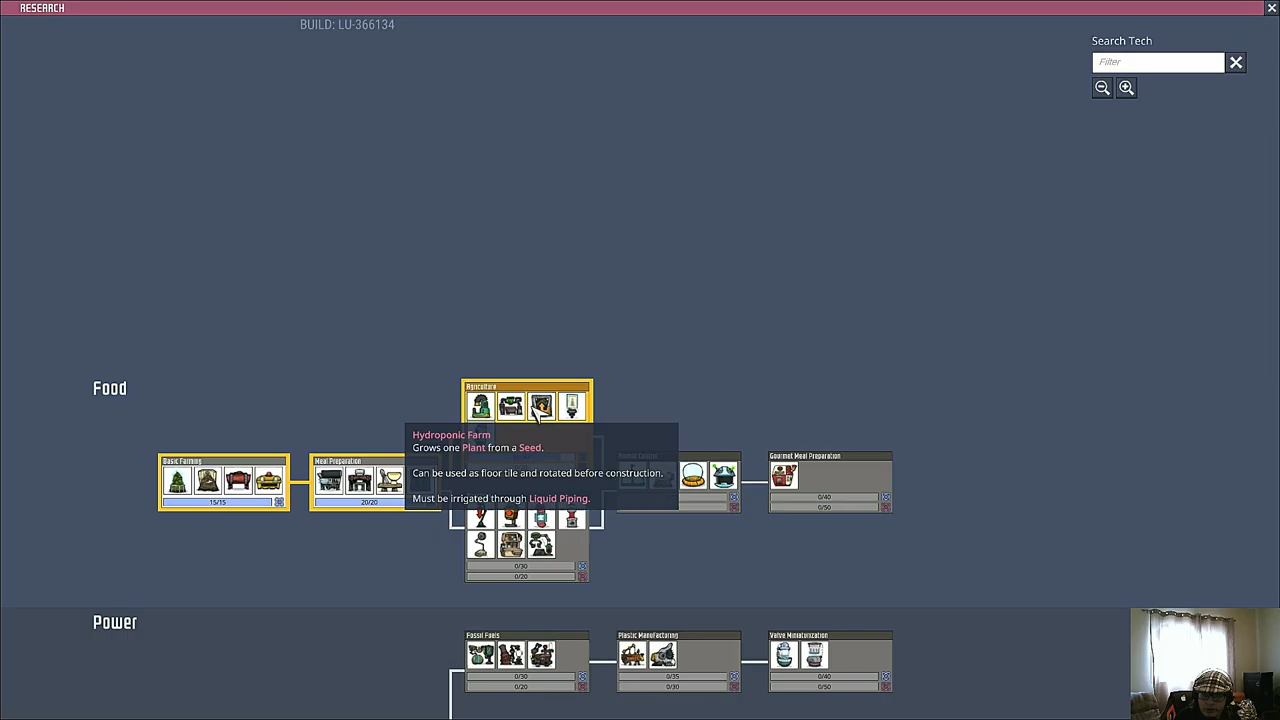 RESEARCH
BUILD: LU-366134
Search Tech
Filter
Food
Agriculture
Hydroponic Farm
Grows one Plant from a Seed.
Can be used as floor tile and rotated before construction.
Must be irrigated through Liquid Piping.
Basic Farming
15/15
Meal Preparation
20/20
Gourmet Meal Preparation
0/40
0/50
0/30
0/20
Power
Fossil Fuels
0/30
0/20
Plastic Manufacturing
0/35
0/30
Valve Miniaturization
0/40
0/50